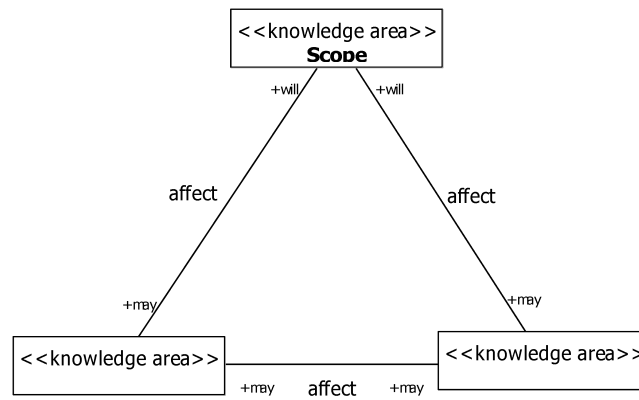 <<knowledge area>>
Scope
+will
+will
affect
affect
+may
+may
<<knowledge area>>
<<knowledge area>>
+may
affect
+may